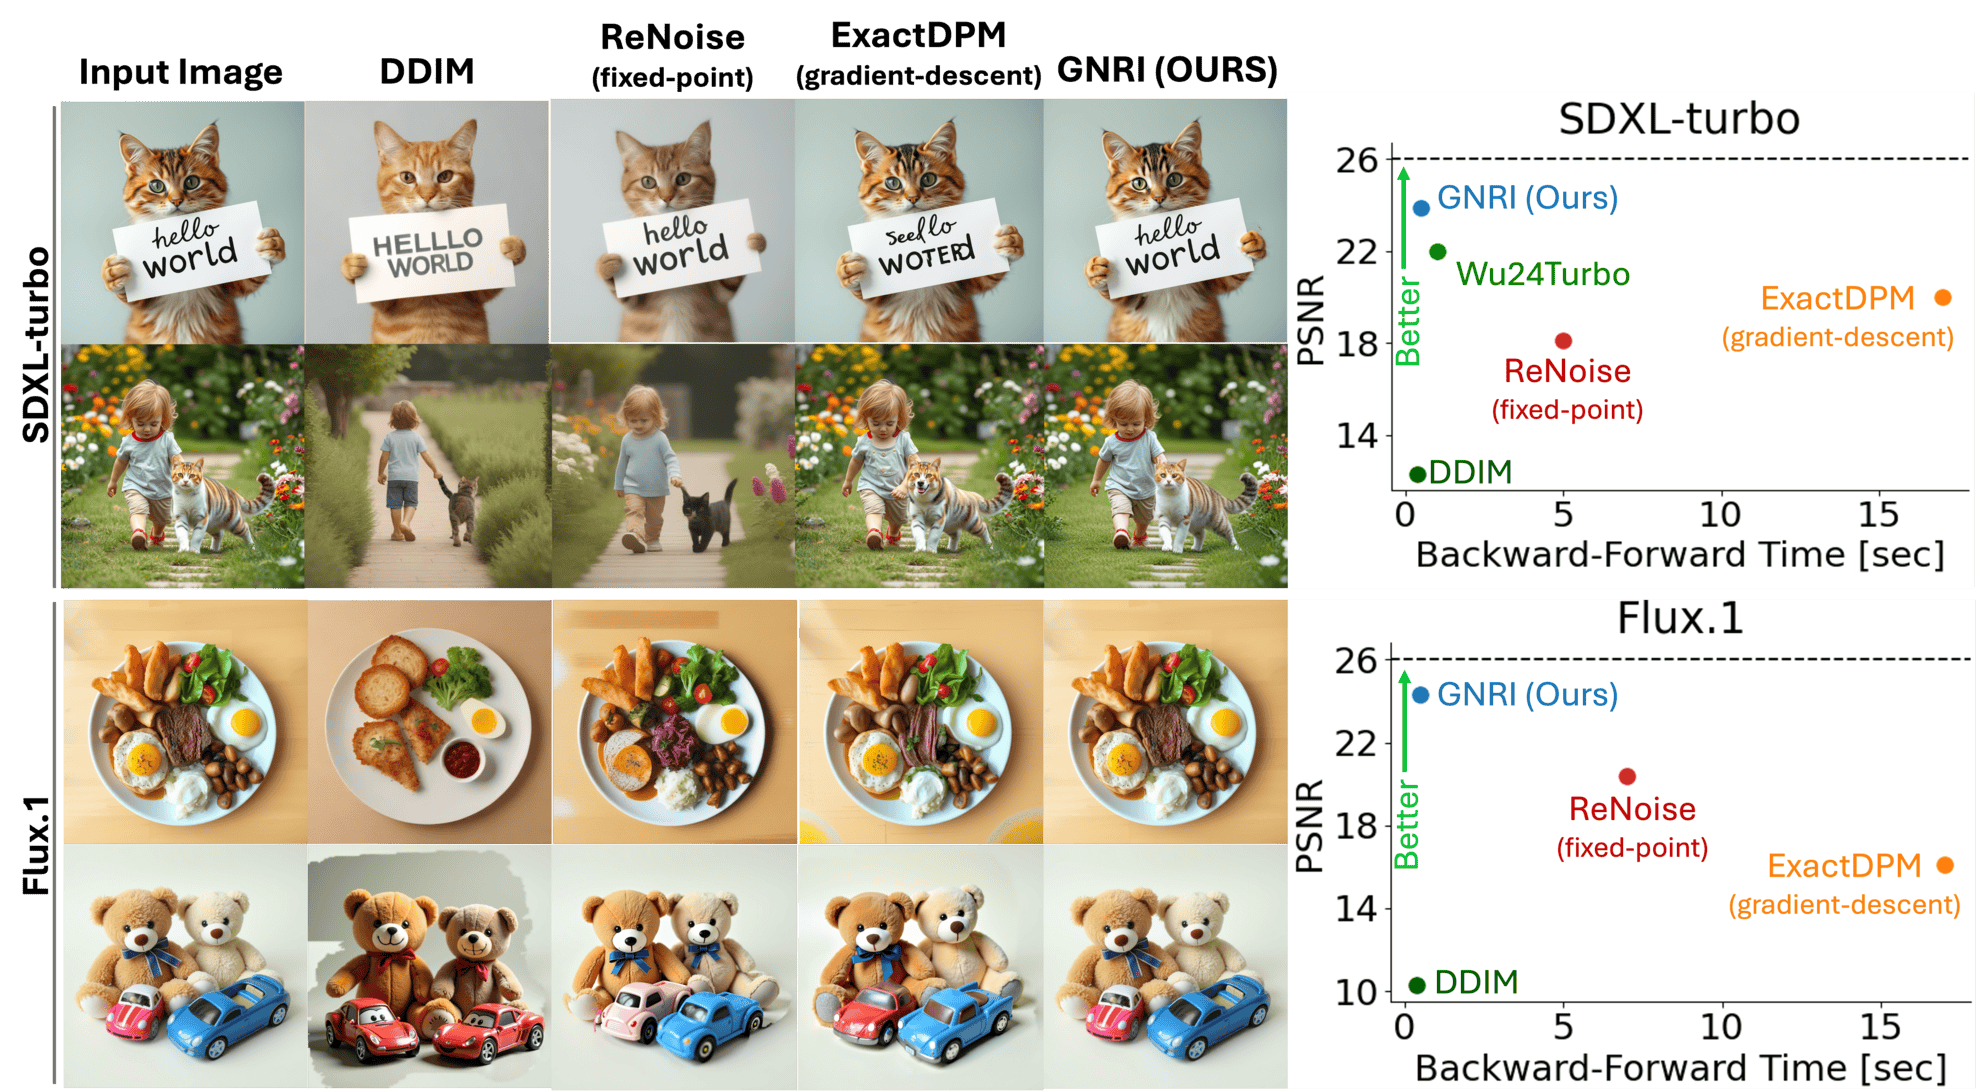 Input Image
DDIM
ReNoise
(fixed-point)
ExactDPM
(gradient-descent)
GNRI (OURS)
SDXL-turbo
hello
world
HELLLO
WORLD
hello
world
seedlo
WOTERD
hello
world
Flux.1
SDXL-turbo
PSNR
26
22
18
14
Better
GNRI (Ours)
Wu24Turbo
ExactDPM
(gradient-descent)
ReNoise
(fixed-point)
DDIM
0 5 10 15
Backward-Forward Time [sec]
Flux.1
PSNR
26
22
18
14
10
Better
GNRI (Ours)
ReNoise
(fixed-point)
ExactDPM
(gradient-descent)
DDIM
0 5 10 15
Backward-Forward Time [sec]